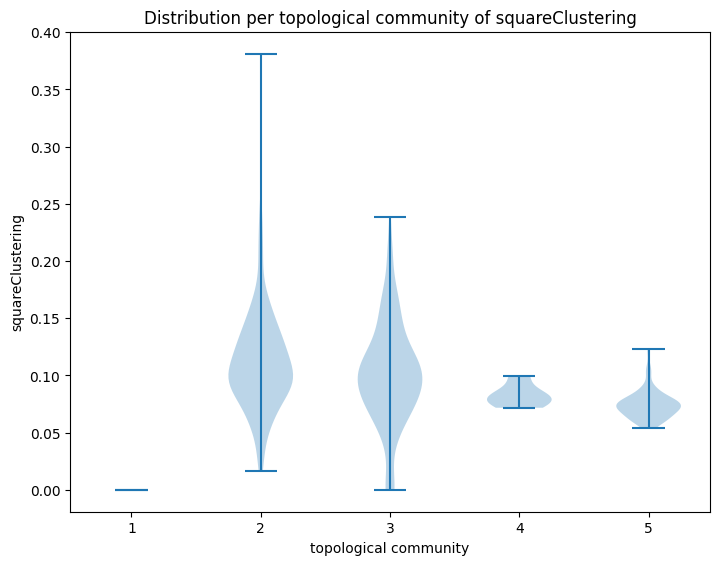 Distribution per topological community of squareClustering
0.40
0.35
0.30
0.25
0.20
0.15
0.10
0.05
0.00
squareClustering
1 2 3 4 5
topological community